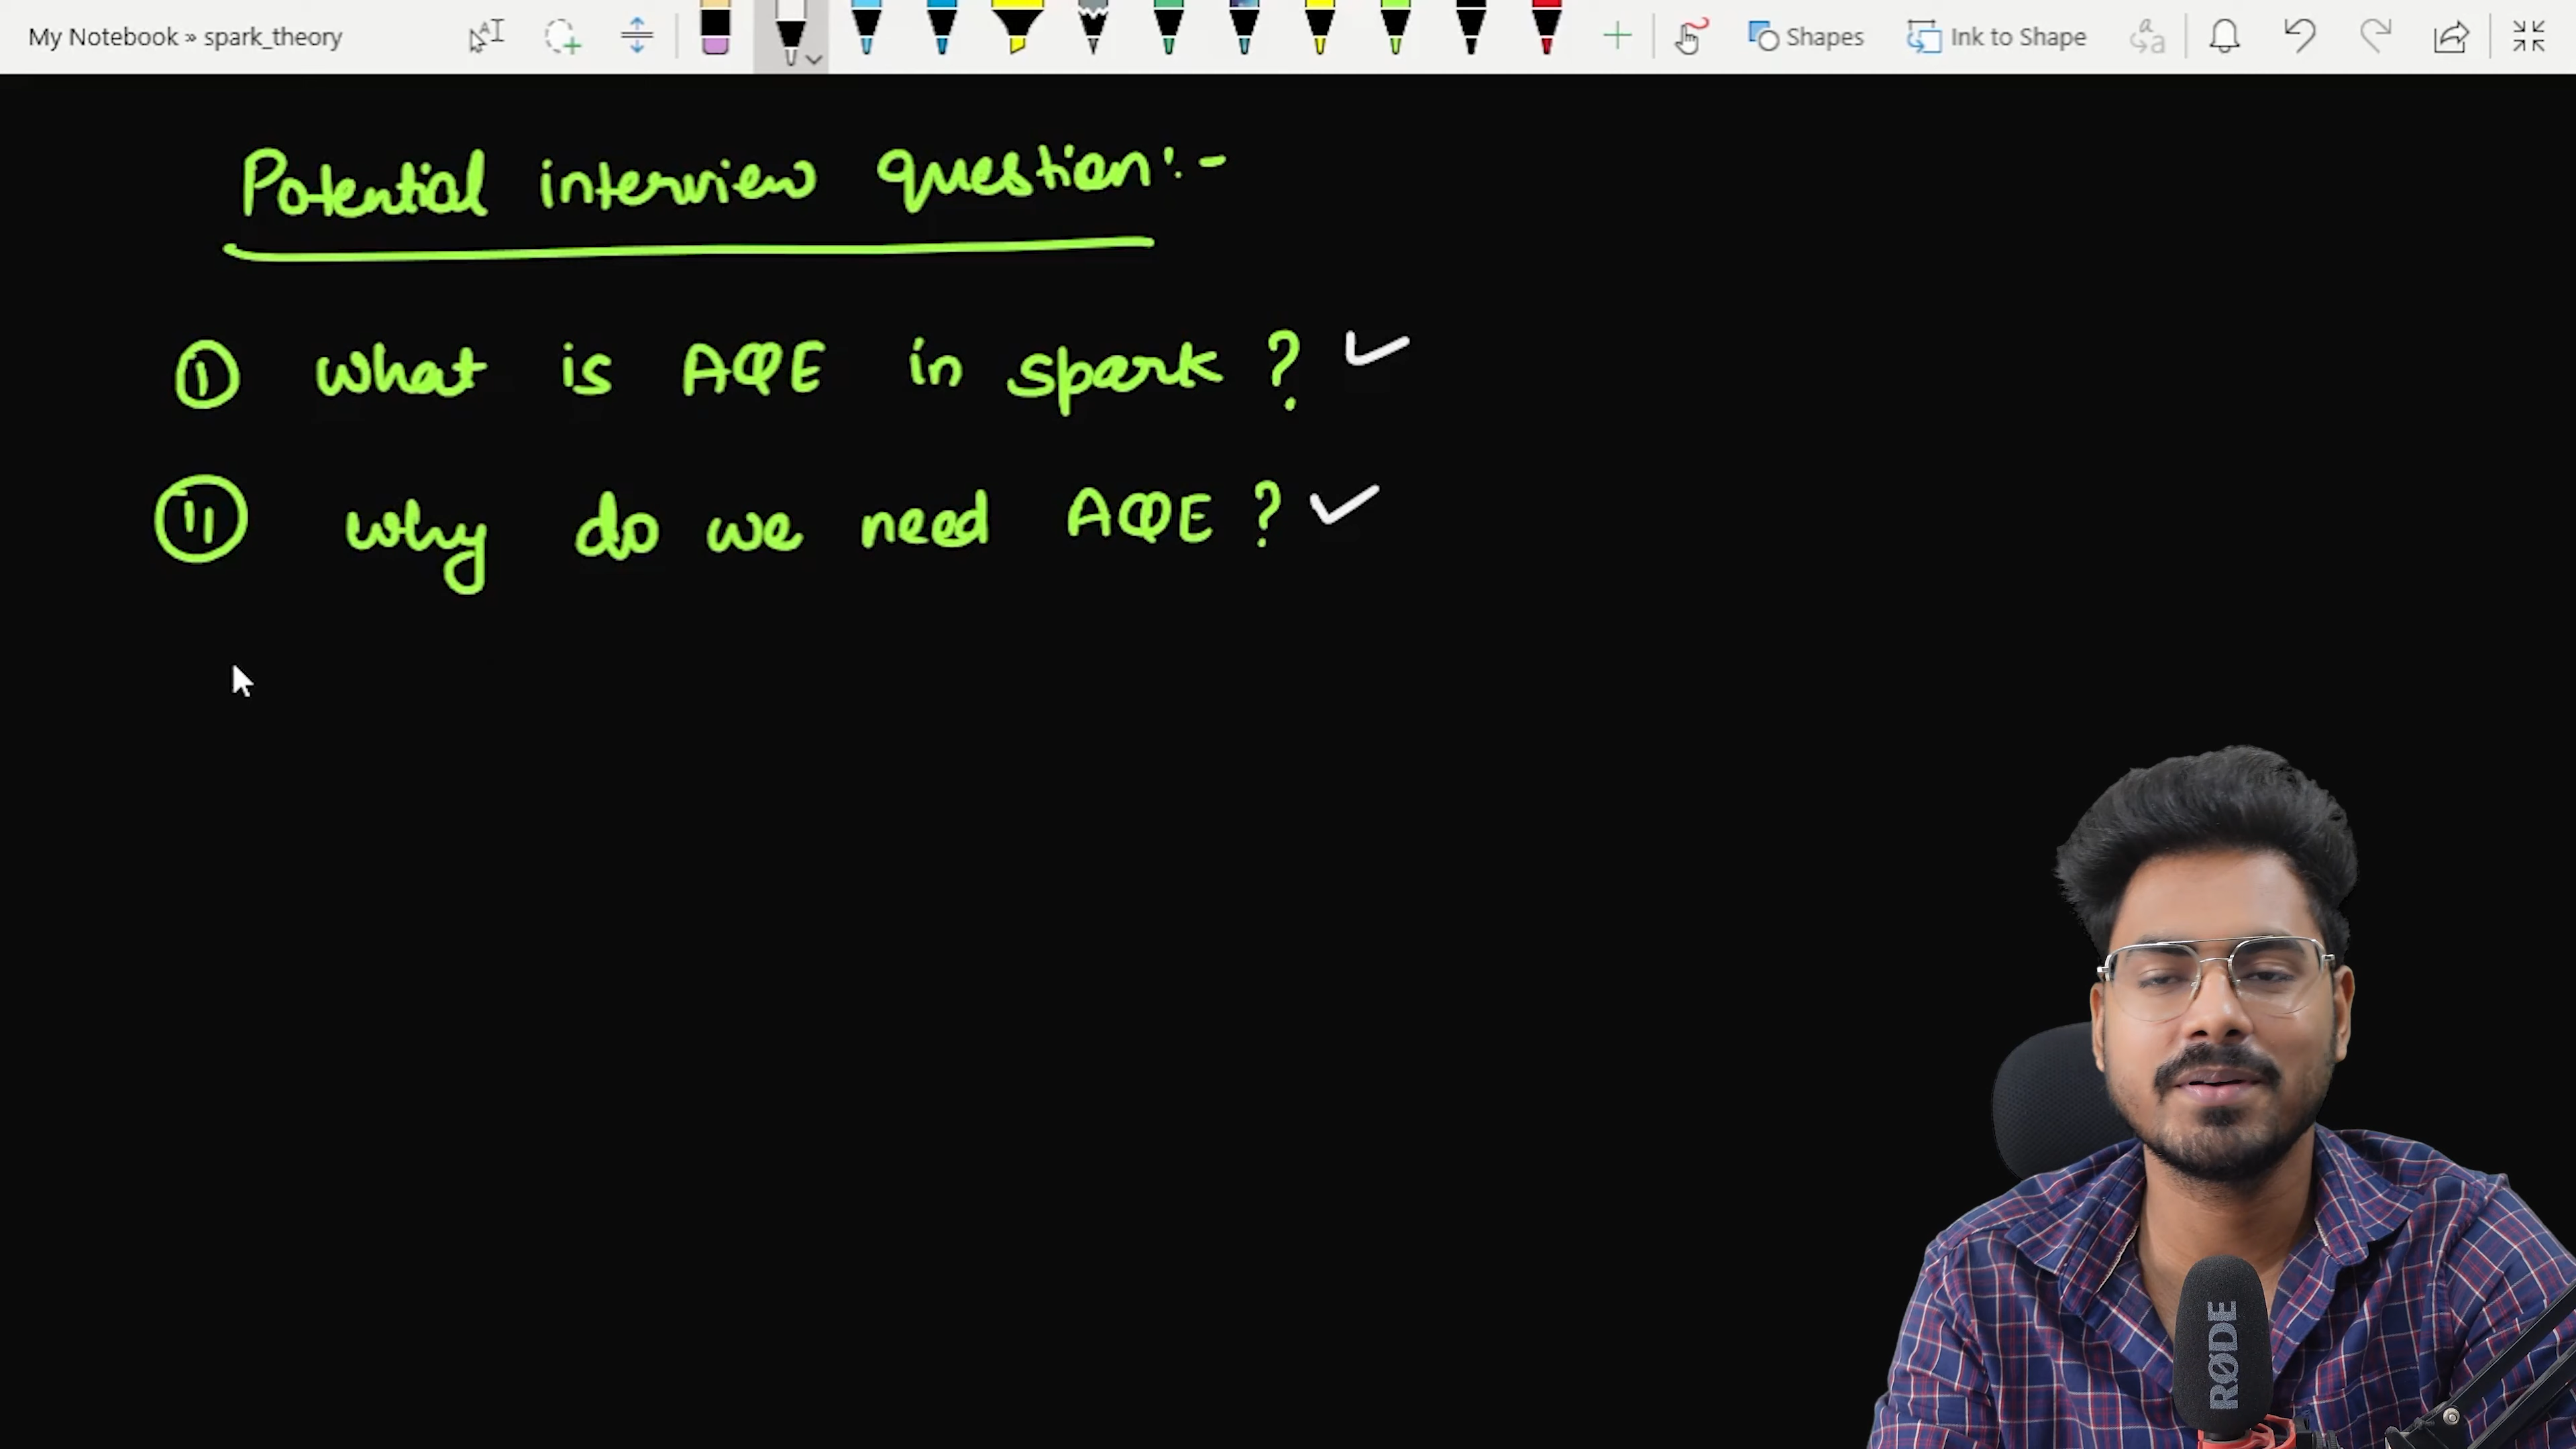 My Notebook » spark_theory
Shapes
Ink to Shape
Potential interview question:-
① What is AQE in spark ? ✓
⑪ why do we need AQE ? ✓
RØDE